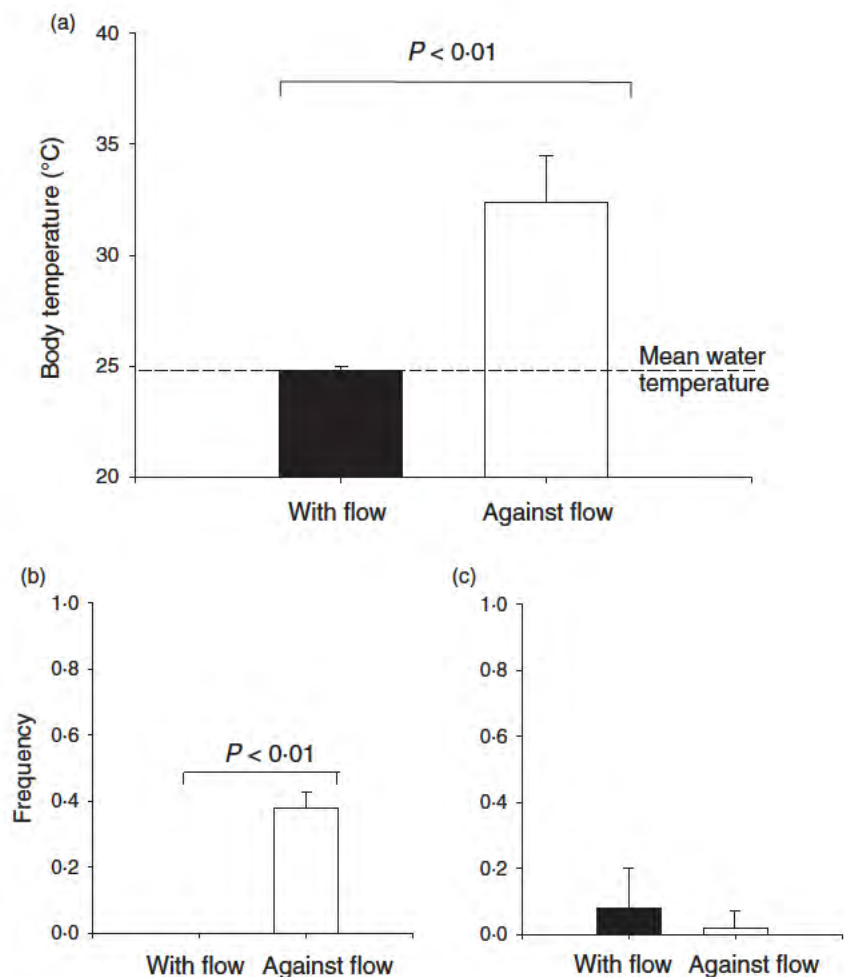 (a)
40
35
30
25
20
Body temperature (°C)
P < 0·01
Mean water
temperature
With flow Against flow
(b)
1·0
0·8
0·6
0·4
0·2
0·0
Frequency
P < 0·01
With flow Against flow
(c)
1·0
0·8
0·6
0·4
0·2
0·0
With flow Against flow